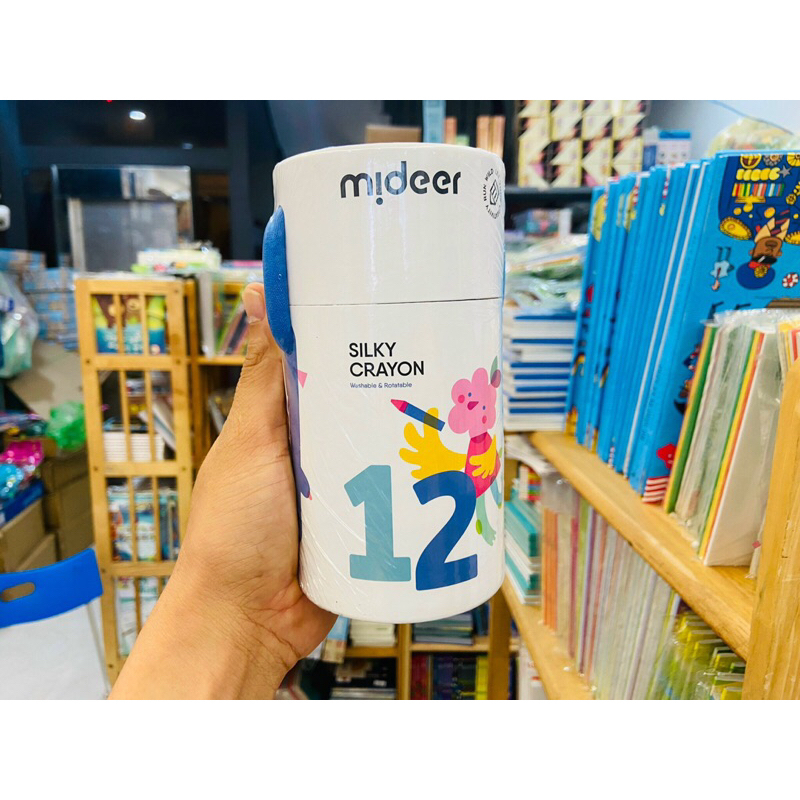 mideer
SILKY
CRAYON
Washable & Rotatable
12